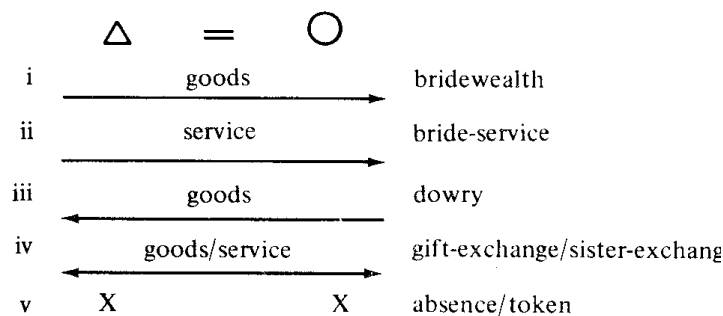 i goods bridewealth
ii service bride-service
iii goods dowry
iv goods/service gift-exchange/sister-exchang
v X X absence/token